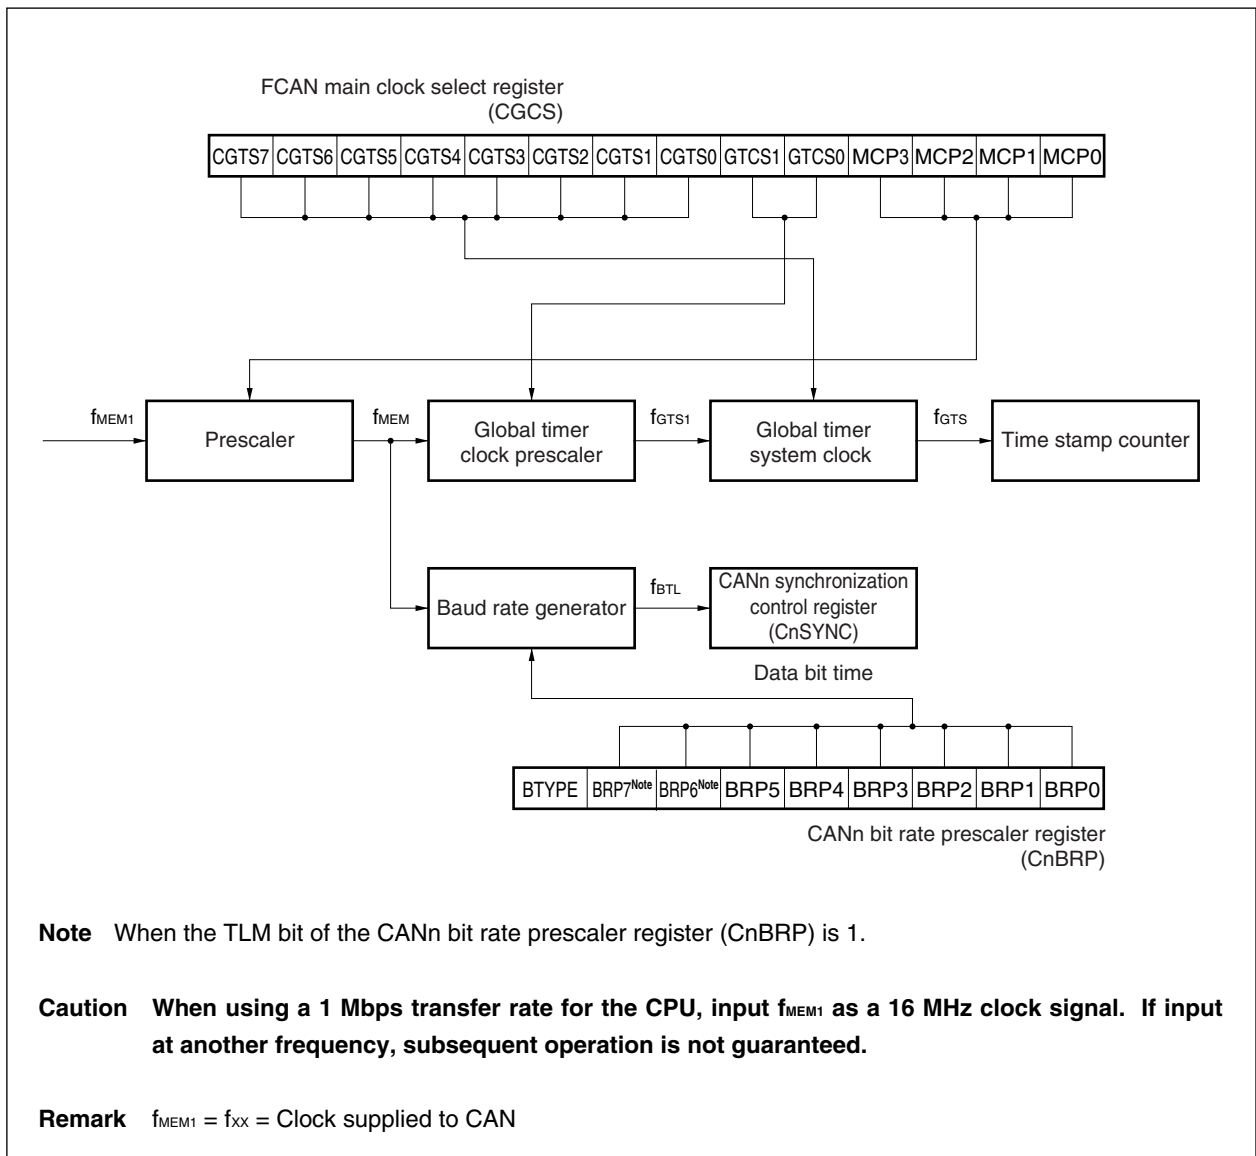 FCAN main clock select register
(CGCS)
CGTS7 CGTS6 CGTS5 CGTS4 CGTS3 CGTS2 CGTS1 CGTS0 GTCS1 GTCS0 MCP3 MCP2 MCP1 MCP0
fMEM1
Prescaler
fMEM
Global timer
clock prescaler
fGTS1
Global timer
system clock
fGTS
Time stamp counter
Baud rate generator
fBTL
CANn synchronization
control register
(CnSYNC)
Data bit time
BTYPE BRP7Note BRP6Note BRP5 BRP4 BRP3 BRP2 BRP1 BRP0
CANn bit rate prescaler register
(CnBRP)
Note When the TLM bit of the CANn bit rate prescaler register (CnBRP) is 1.
Caution When using a 1 Mbps transfer rate for the CPU, input fMEM1 as a 16 MHz clock signal. If input
at another frequency, subsequent operation is not guaranteed.
Remark fMEM1 = fXX = Clock supplied to CAN